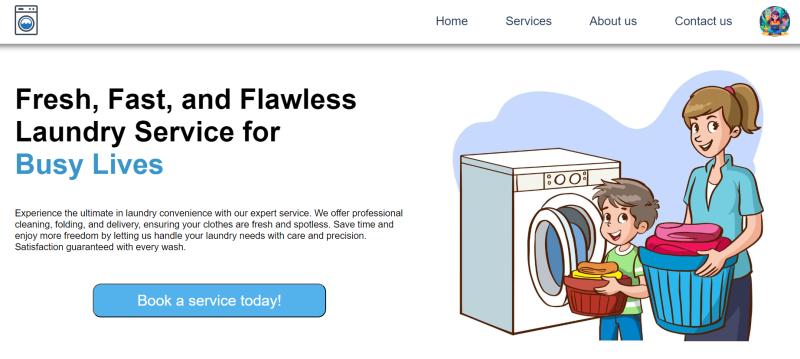 Home Services About us Contact us
Fresh, Fast, and Flawless
Laundry Service for
Busy Lives
Experience the ultimate in laundry convenience with our expert service. We offer professional
cleaning, folding, and delivery, ensuring your clothes are fresh and spotless. Save time and
enjoy more freedom by letting us handle your laundry needs with care and precision.
Satisfaction guaranteed with every wash.
Book a service today!